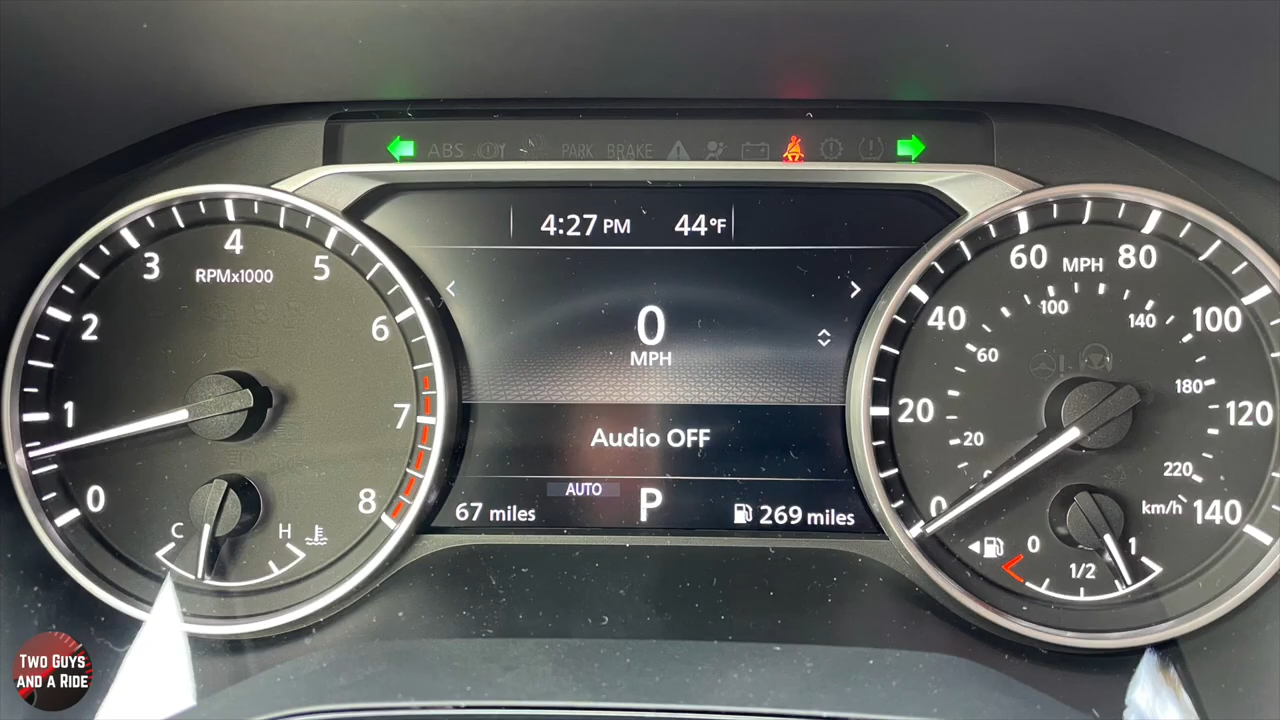 ABS PARK BRAKE
4:27 PM 44°F
0
MPH
Audio OFF
AUTO
67 miles P 269 miles
0 1 2 3 4 5 6 7 8
RPMx1000
C H
0 20 40 60 80 100 120 140
MPH
20 60 100 140 180 220
km/h
0 1/2 1
TWO GUYS
AND A RIDE